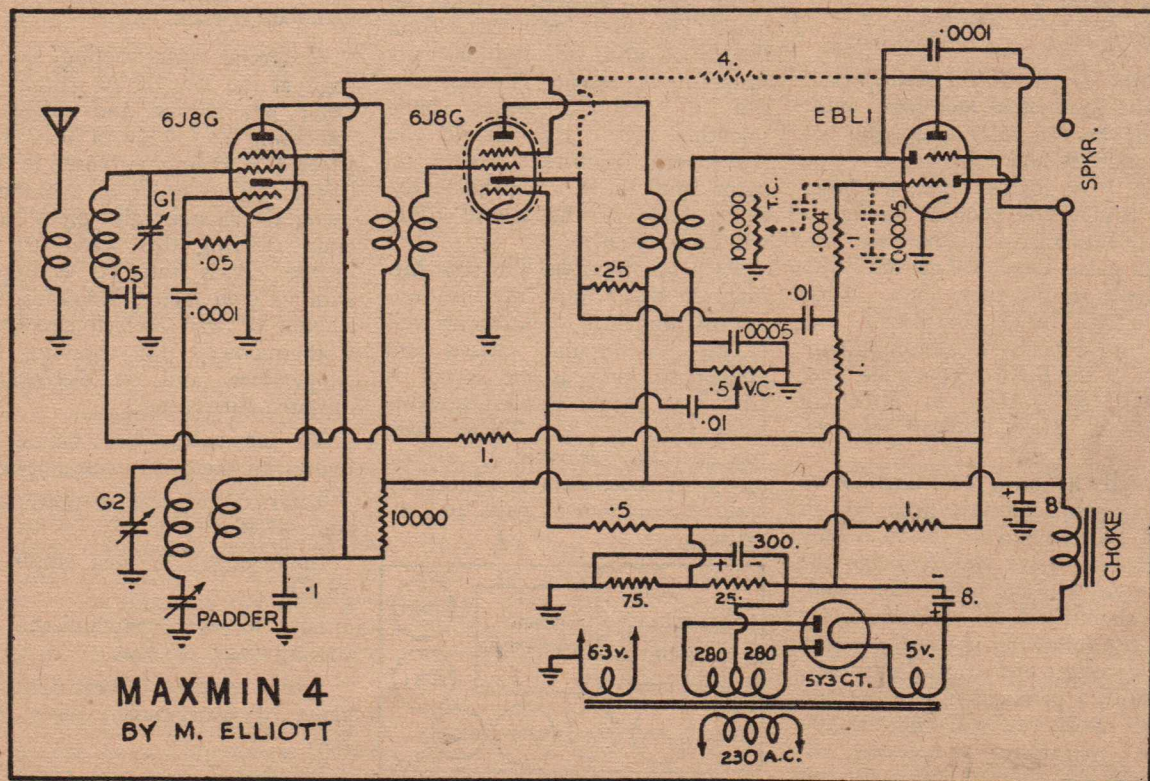 ·0001
4.
6J8G
6J8G
EBL1
SPKR.
G1
T.C.
100,000
·004
·1
·00005
·05
·05
·25
·0001
·01
·0005
1.
·5 V.C.
·01
1.
G2
10000
·5
1.
+
-
8
CHOKE
300.
+ -
75.
25.
-
8.
+
·1
PADDER
6·3 v.
280
280
5 v.
5Y3 GT.
MAXMIN 4
BY M. ELLIOTT
230 A.C.